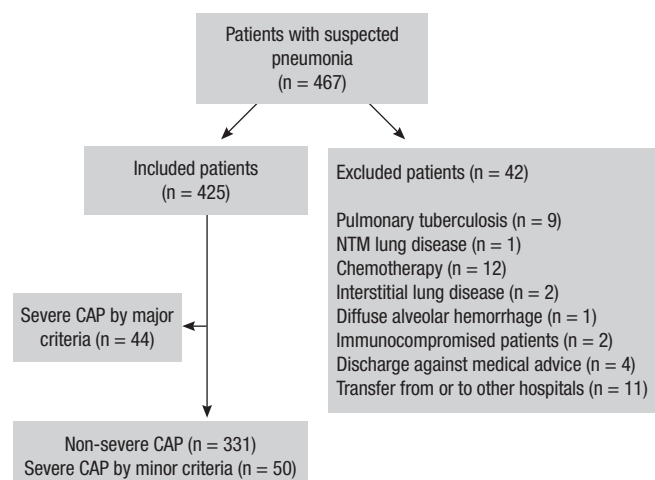 Patients with suspected
pneumonia
(n = 467)
Included patients
(n = 425)
Excluded patients (n = 42)
Pulmonary tuberculosis (n = 9)
NTM lung disease (n = 1)
Chemotherapy (n = 12)
Interstitial lung disease (n = 2)
Diffuse alveolar hemorrhage (n = 1)
Immunocompromised patients (n = 2)
Discharge against medical advice (n = 4)
Transfer from or to other hospitals (n = 11)
Severe CAP by major
criteria (n = 44)
Non-severe CAP (n = 331)
Severe CAP by minor criteria (n = 50)